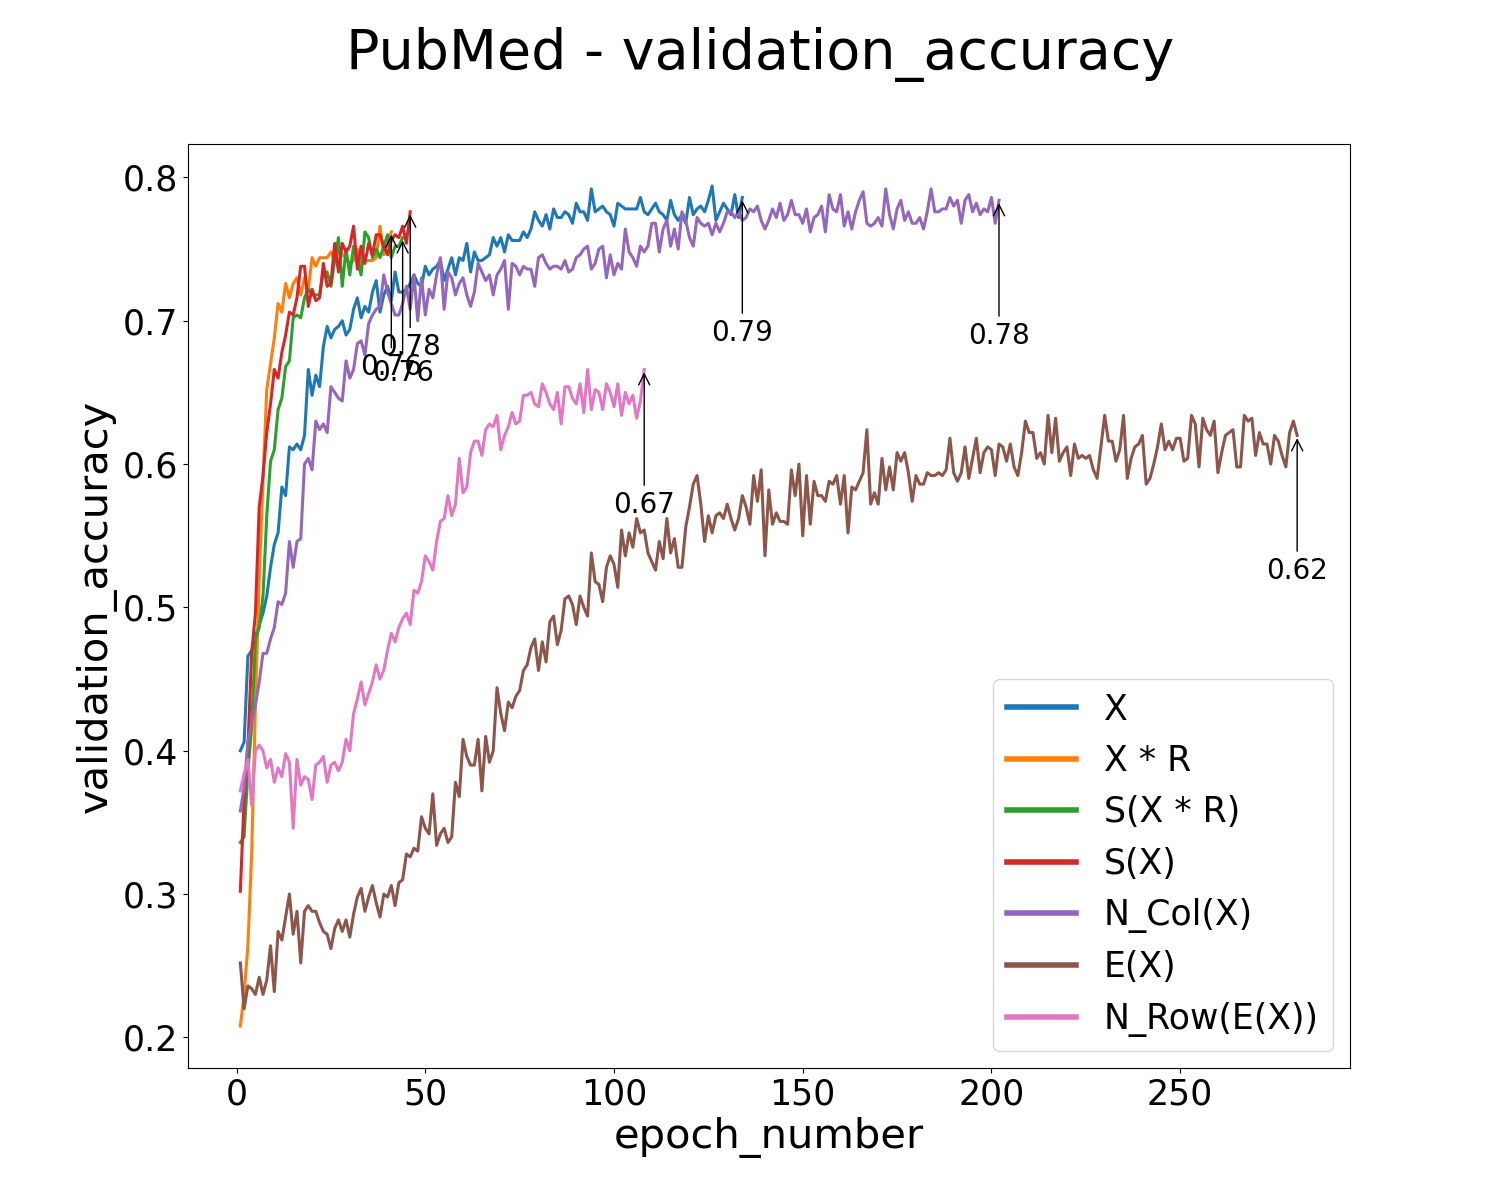 PubMed - validation_accuracy
validation_accuracy
0.8
0.7
0.6
0.5
0.4
0.3
0.2
0.78
0.76
0.76
0.79
0.78
0.67
0.62
X
X * R
S(X * R)
S(X)
N_Col(X)
E(X)
N_Row(E(X))
0 50 100 150 200 250
epoch_number